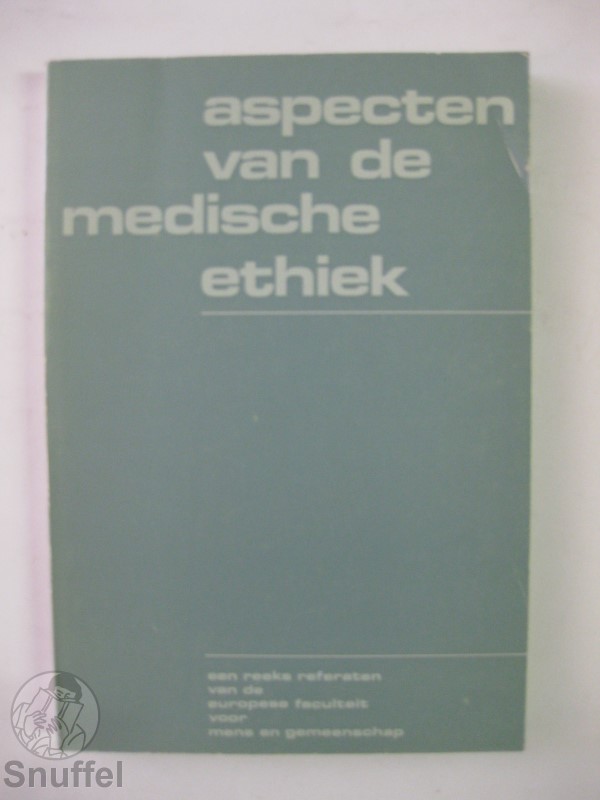 aspecten
van de
medische
ethiek
een reeks referaten
van de
europese faculteit
voor
mens en gemeenschap
Snuffel